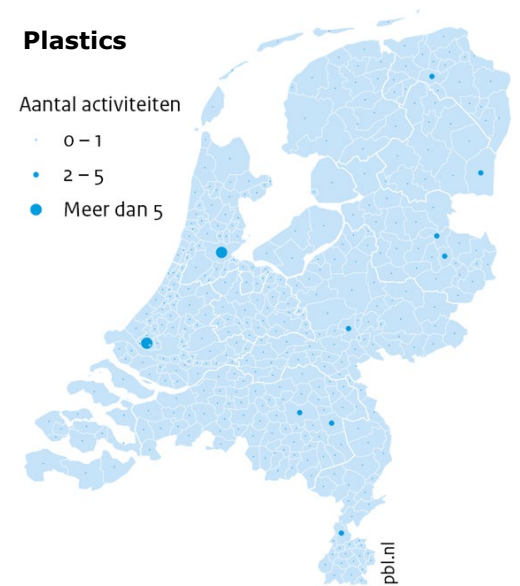 Plastics
Aantal activiteiten
0 – 1
2 – 5
Meer dan 5
pbl.nl